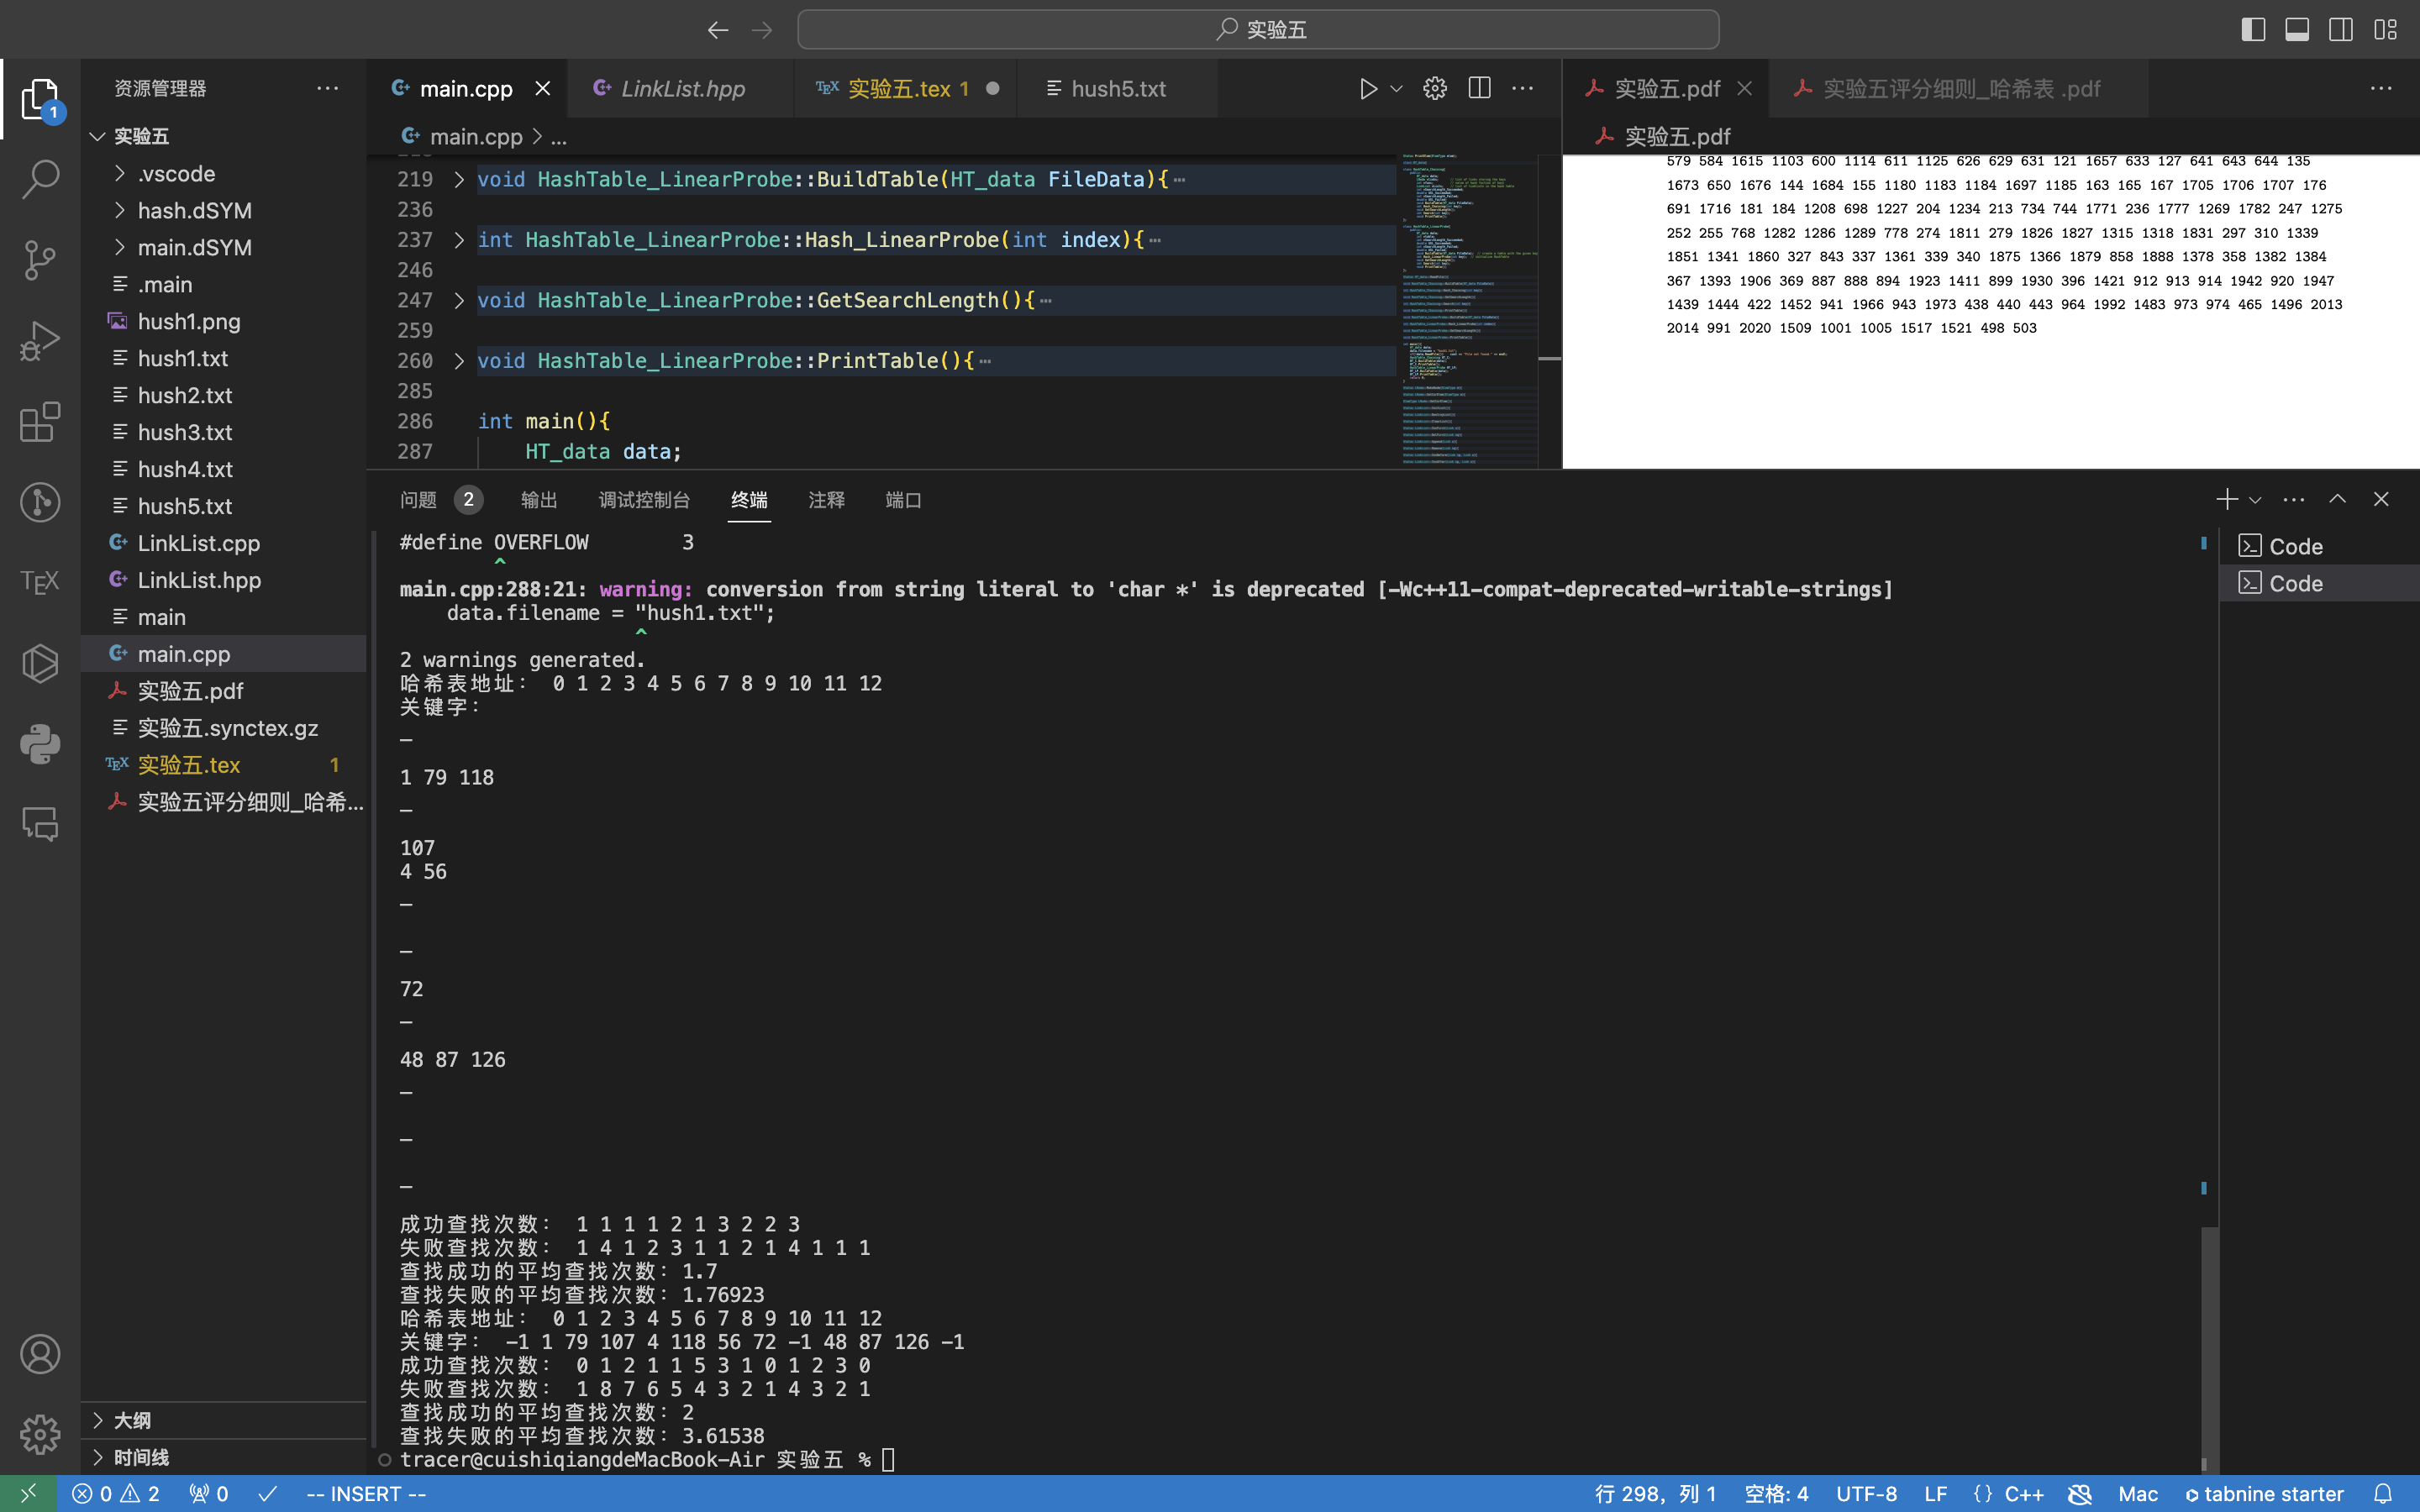 实验五
资源管理器
main.cpp
LinkList.hpp
实验五.tex 1
hush5.txt
实验五.pdf
实验五评分细则_哈希表 .pdf
1
实验五
.vscode
hash.dSYM
main.dSYM
.main
hush1.png
hush1.txt
hush2.txt
hush3.txt
hush4.txt
hush5.txt
LinkList.cpp
LinkList.hpp
main
main.cpp
实验五.pdf
实验五.synctex.gz
实验五.tex 1
实验五评分细则_哈希...
大纲
时间线
TEX
main.cpp > ...
219 void HashTable_LinearProbe::BuildTable(HT_data FileData){⋯
236
237 int HashTable_LinearProbe::Hash_LinearProbe(int index){⋯
246
247 void HashTable_LinearProbe::GetSearchLength(){⋯
259
260 void HashTable_LinearProbe::PrintTable(){⋯
285
286 int main(){
287 HT_data data;
实验五.pdf
579 584 1615 1103 600 1114 611 1125 626 629 631 121 1657 633 127 641 643 644 135
1673 650 1676 144 1684 155 1180 1183 1184 1697 1185 163 165 167 1705 1706 1707 176
691 1716 181 184 1208 698 1227 204 1234 213 734 744 1771 236 1777 1269 1782 247 1275
252 255 768 1282 1286 1289 778 274 1811 279 1826 1827 1315 1318 1831 297 310 1339
1851 1341 1860 327 843 337 1361 339 340 1875 1366 1879 858 1888 1378 358 1382 1384
367 1393 1906 369 887 888 894 1923 1411 899 1930 396 1421 912 913 914 1942 920 1947
1439 1444 422 1452 941 1966 943 1973 438 440 443 964 1992 1483 973 974 465 1496 2013
2014 991 2020 1509 1001 1005 1517 1521 498 503
问题 2 输出 调试控制台 终端 注释 端口
Code
Code
#define OVERFLOW        3
^
main.cpp:288:21: warning: conversion from string literal to 'char *' is deprecated [-Wc++11-compat-deprecated-writable-strings]
data.filename = "hush1.txt";
^
2 warnings generated.
哈希表地址： 0 1 2 3 4 5 6 7 8 9 10 11 12
关键字：
—
1 79 118
—
107
4 56
—
—
72
—
48 87 126
—
—
—
成功查找次数： 1 1 1 1 2 1 3 2 2 3
失败查找次数： 1 4 1 2 3 1 1 2 1 4 1 1 1
查找成功的平均查找次数：1.7
查找失败的平均查找次数：1.76923
哈希表地址： 0 1 2 3 4 5 6 7 8 9 10 11 12
关键字： -1 1 79 107 4 118 56 72 -1 48 87 126 -1
成功查找次数： 0 1 2 1 1 5 3 1 0 1 2 3 0
失败查找次数： 1 8 7 6 5 4 3 2 1 4 3 2 1
查找成功的平均查找次数：2
查找失败的平均查找次数：3.61538
tracer@cuishiqiangdeMacBook-Air 实验五 %
0 2 0 -- INSERT --
行 298，列 1 空格: 4 UTF-8 LF {} C++ Mac tabnine starter